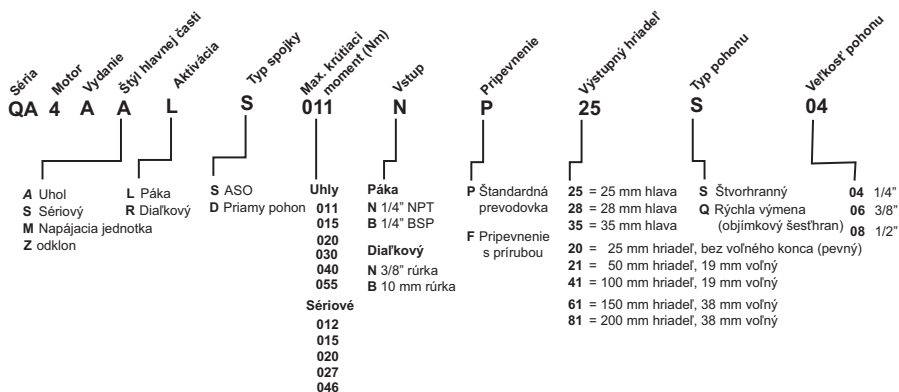 Séria
Motor
Vydanie
Štýl hlavnej časti
Aktivácia
Typ spojky
Max. krútiaci
moment (Nm)
Vstup
Pripevnenie
Výstupný hriadeľ
Typ pohonu
Veľkosť pohonu
QA 4 A A L S 011 N P 25 S 04
A Uhol
S Sériový
M Napájacia jednotka
Z odklon
L Páka
R Diaľkový
S ASO
D Priamy pohon
Uhly
011
015
020
030
040
055
Sériové
012
015
020
027
046
Páka
N 1/4” NPT
B 1/4” BSP
Diaľkový
N 3/8” rúrka
B 10 mm rúrka
P Štandardná
prevodovka
F Pripevnenie
s prírubou
25 = 25 mm hlava
28 = 28 mm hlava
35 = 35 mm hlava
20 = 25 mm hriadeľ, bez voľného konca (pevný)
21 = 50 mm hriadeľ, 19 mm voľný
41 = 100 mm hriadeľ, 19 mm voľný
61 = 150 mm hriadeľ, 38 mm voľný
81 = 200 mm hriadeľ, 38 mm voľný
S Štvorhranný
Q Rýchla výmena
(objímkový šesťhran)
04 1/4”
06 3/8”
08 1/2”